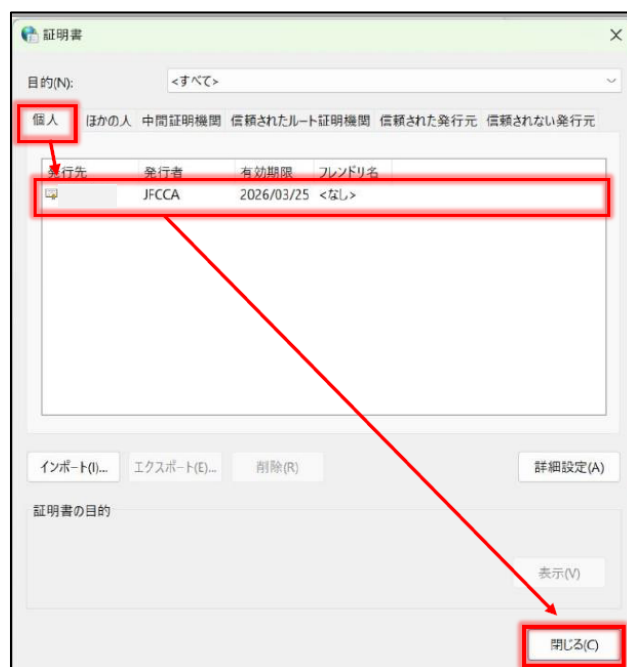 証明書
目的(N): <すべて>
個人 ほかの人 中間証明機関 信頼されたルート証明機関 信頼された発行元 信頼されない発行元
発行先 発行者 有効期限 フレンドリ名
JFCCA 2026/03/25 <なし>
インポート(I)... エクスポート(E)... 削除(R) 詳細設定(A)
証明書の目的
表示(V)
閉じる(C)